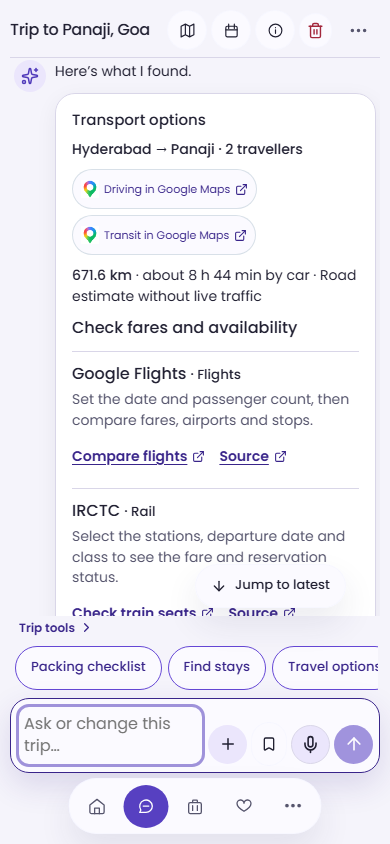 Trip to Panaji, Goa
Here's what I found.
Transport options
Hyderabad → Panaji · 2 travellers
Driving in Google Maps
Transit in Google Maps
671.6 km · about 8 h 44 min by car · Road
estimate without live traffic
Check fares and availability
Google Flights · Flights
Set the date and passenger count, then
compare fares, airports and stops.
Compare flights Source
IRCTC · Rail
Select the stations, departure date and
class to see the fare and reservation
status.
Jump to latest
Check train seats Source
Trip tools
Packing checklist Find stays Travel options
Ask or change this
trip...